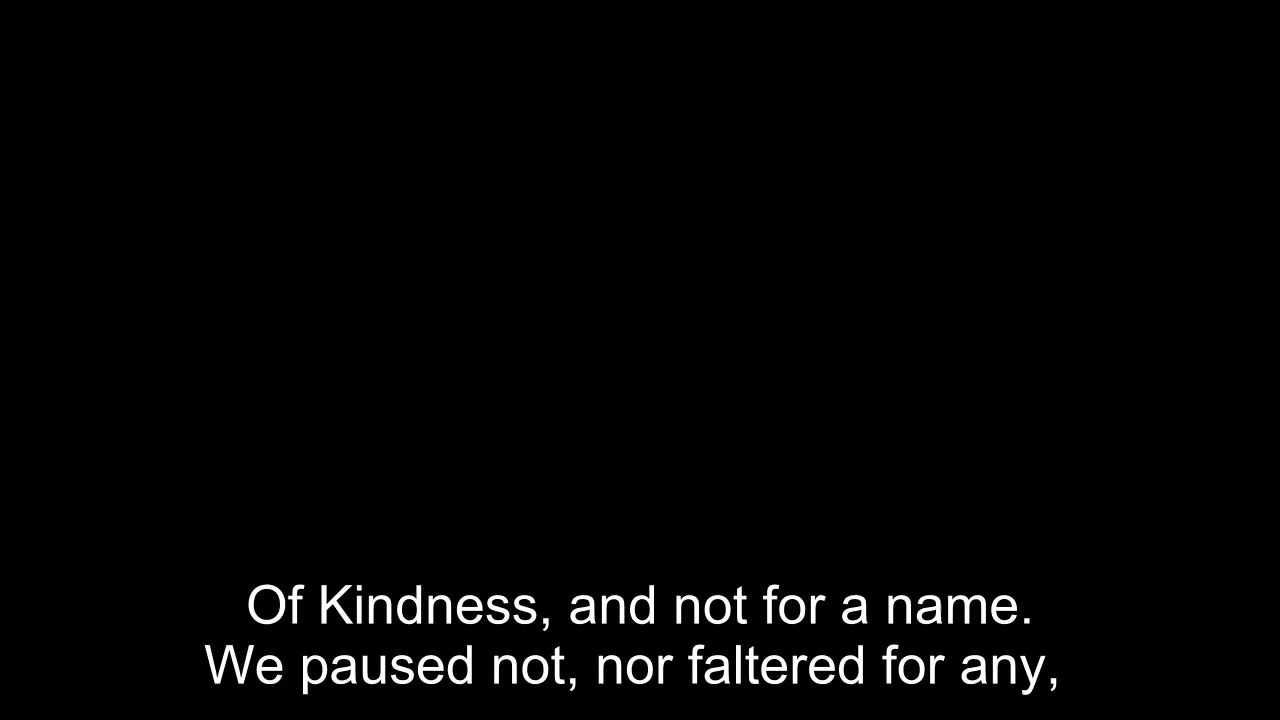 Of Kindness, and not for a name.
We paused not, nor faltered for any,